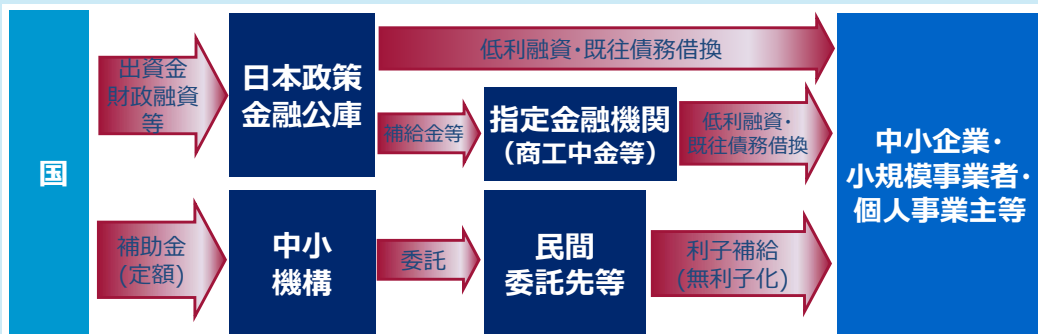 国
出資金
財政融資
等
日本政策
金融公庫
低利融資・既往債務借換
補給金等
指定金融機関
（商工中金等）
低利融資・
既往債務借換
中小企業・
小規模事業者・
個人事業主等
補助金
(定額)
中小
機構
委託
民間
委託先等
利子補給
(無利子化)